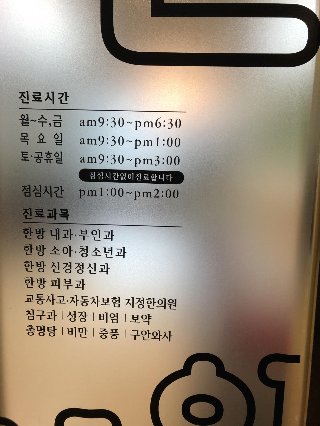 진료시간
월~수,금 am9:30~pm6:30
목 요 일 am9:30~pm1:00
토·공휴일 am9:30~pm3:00
점심시간없이진료합니다
점심시간 pm1:00~pm2:00
진료과목
한방 내과·부인과
한방 소아·청소년과
한방 신경정신과
한방 피부과
교통사고·자동차보험 지정한의원
침구과 | 성장 | 비염 | 보약
총명탕 | 비만 | 중풍 | 구안와사